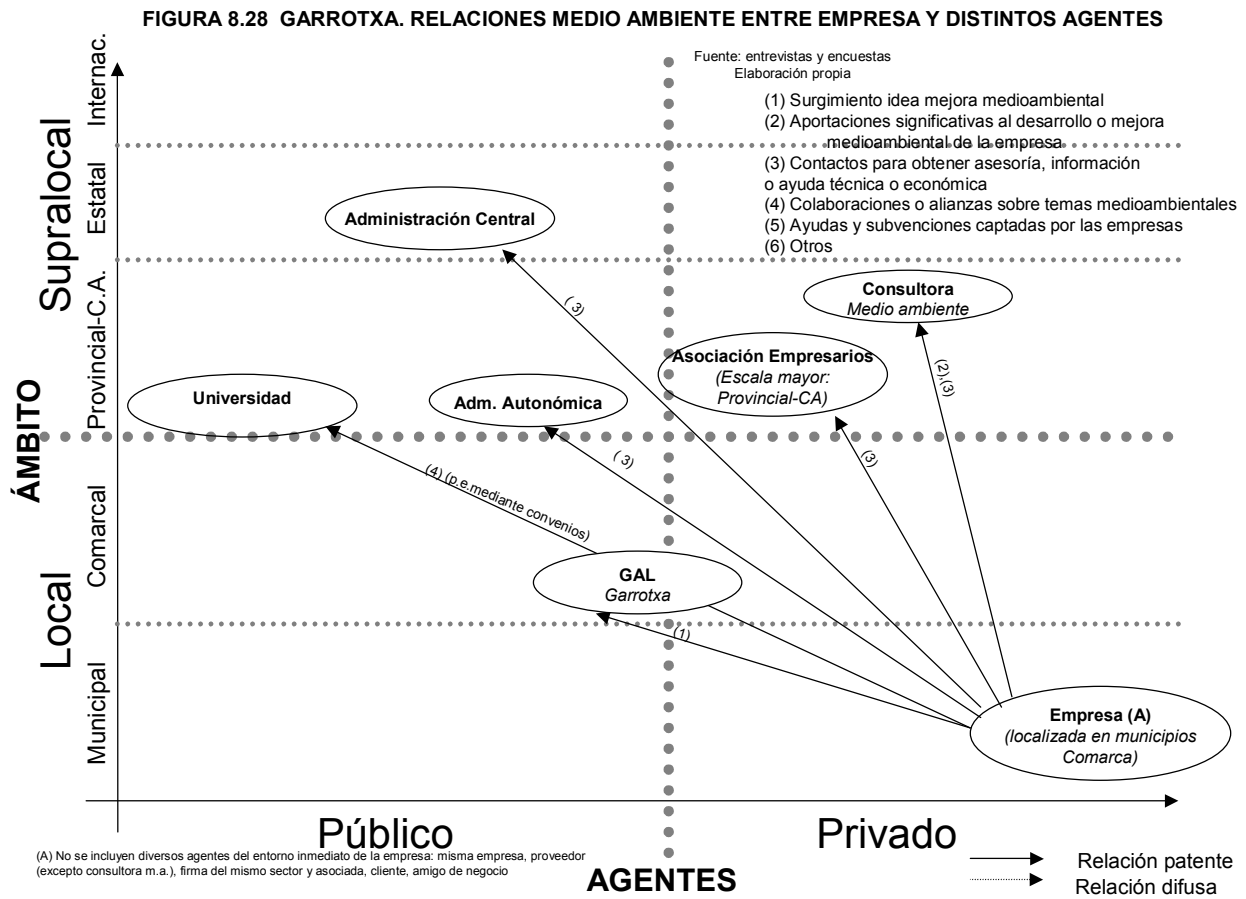 FIGURA 8.28 GARROTXA. RELACIONES MEDIO AMBIENTE ENTRE EMPRESA Y DISTINTOS AGENTES
Fuente: entrevistas y encuestas
Elaboración propia
(1) Surgimiento idea mejora medioambiental
(2) Aportaciones significativas al desarrollo o mejora
medioambiental de la empresa
(3) Contactos para obtener asesoría, información
o ayuda técnica o económica
(4) Colaboraciones o alianzas sobre temas medioambientales
(5) Ayudas y subvenciones captadas por las empresas
(6) Otros
ÁMBITO
Supralocal
Local
Internac.
Estatal
Provincial-C.A.
Comarcal
Municipal
Administración Central
Consultora
Medio ambiente
Asociación Empresarios
(Escala mayor:
Provincial-CA)
Universidad
Adm. Autonómica
GAL
Garrotxa
Empresa (A)
(localizada en municipios
Comarca)
( 3)
(2),(3)
( 3)
(3)
(4) (p.e.mediante convenios)
(1)
Público
Privado
AGENTES
(A) No se incluyen diversos agentes del entorno inmediato de la empresa: misma empresa, proveedor
(excepto consultora m.a.), firma del mismo sector y asociada, cliente, amigo de negocio
Relación patente
Relación difusa